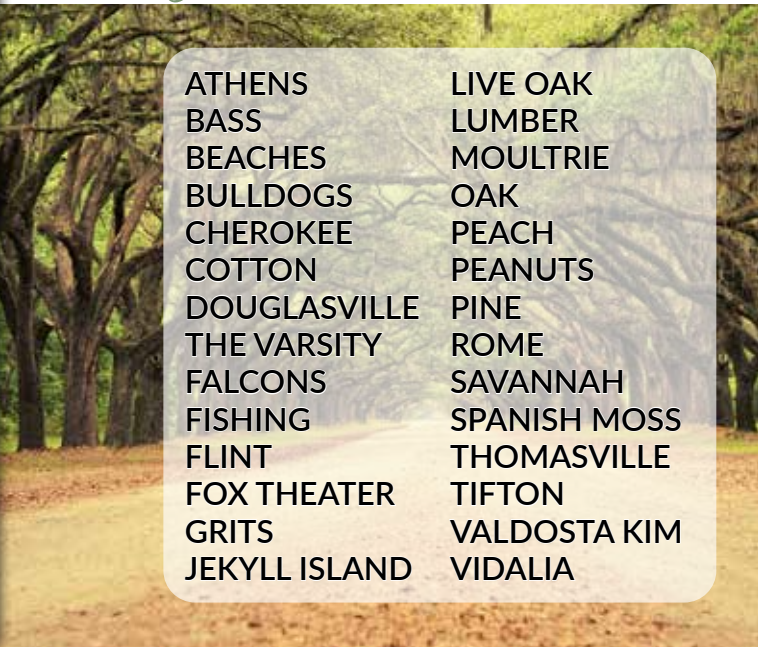 ATHENS
BASS
BEACHES
BULLDOGS
CHEROKEE
COTTON
DOUGLASVILLE
THE VARSITY
FALCONS
FISHING
FLINT
FOX THEATER
GRITS
JEKYLL ISLAND
LIVE OAK
LUMBER
MOULTRIE
OAK
PEACH
PEANUTS
PINE
ROME
SAVANNAH
SPANISH MOSS
THOMASVILLE
TIFTON
VALDOSTA KIM
VIDALIA